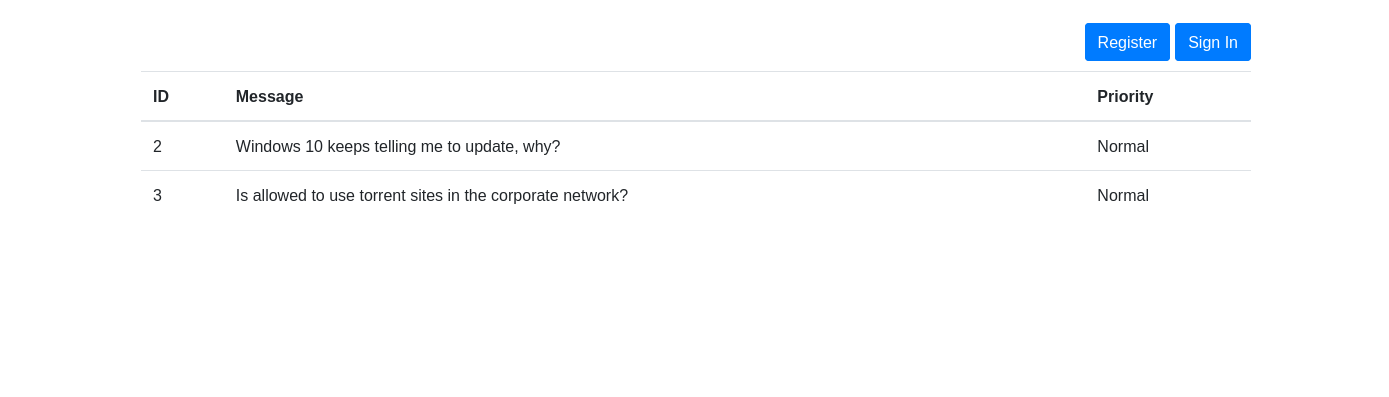 Register Sign In
ID Message Priority
2 Windows 10 keeps telling me to update, why? Normal
3 Is allowed to use torrent sites in the corporate network? Normal